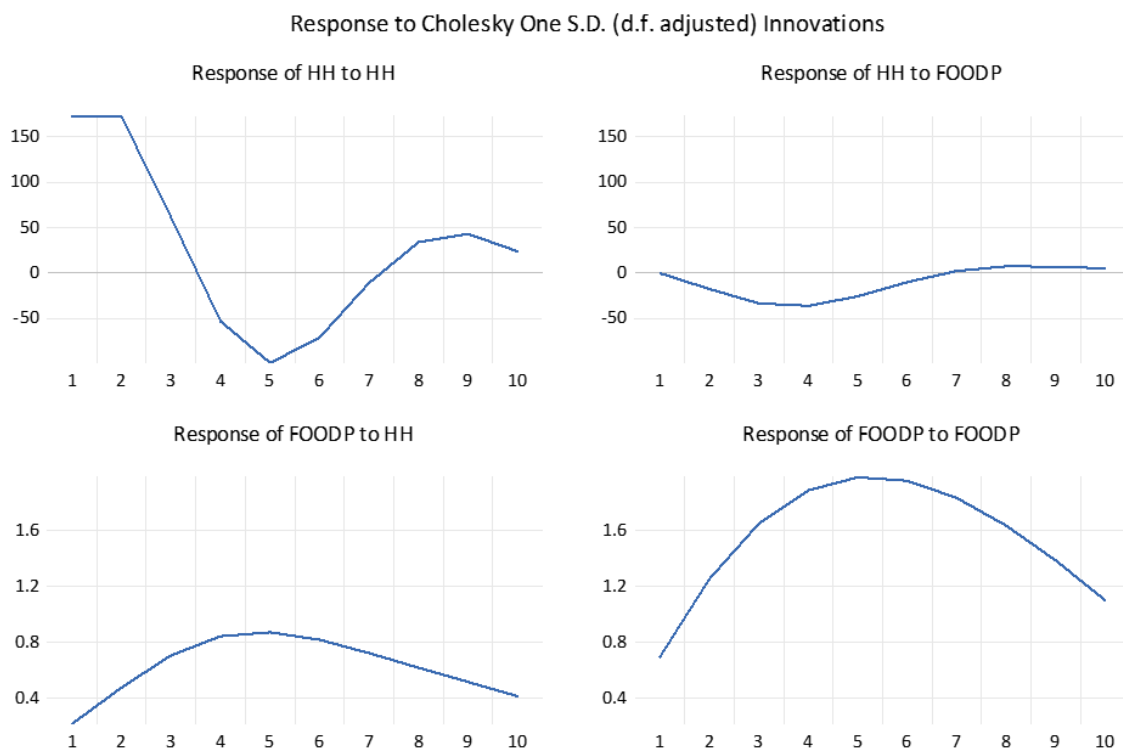 Response to Cholesky One S.D. (d.f. adjusted) Innovations
Response of HH to HH
150
100
50
0
-50
1 2 3 4 5 6 7 8 9 10
Response of HH to FOODP
150
100
50
0
-50
1 2 3 4 5 6 7 8 9 10
Response of FOODP to HH
1.6
1.2
0.8
0.4
1 2 3 4 5 6 7 8 9 10
Response of FOODP to FOODP
1.6
1.2
0.8
0.4
1 2 3 4 5 6 7 8 9 10